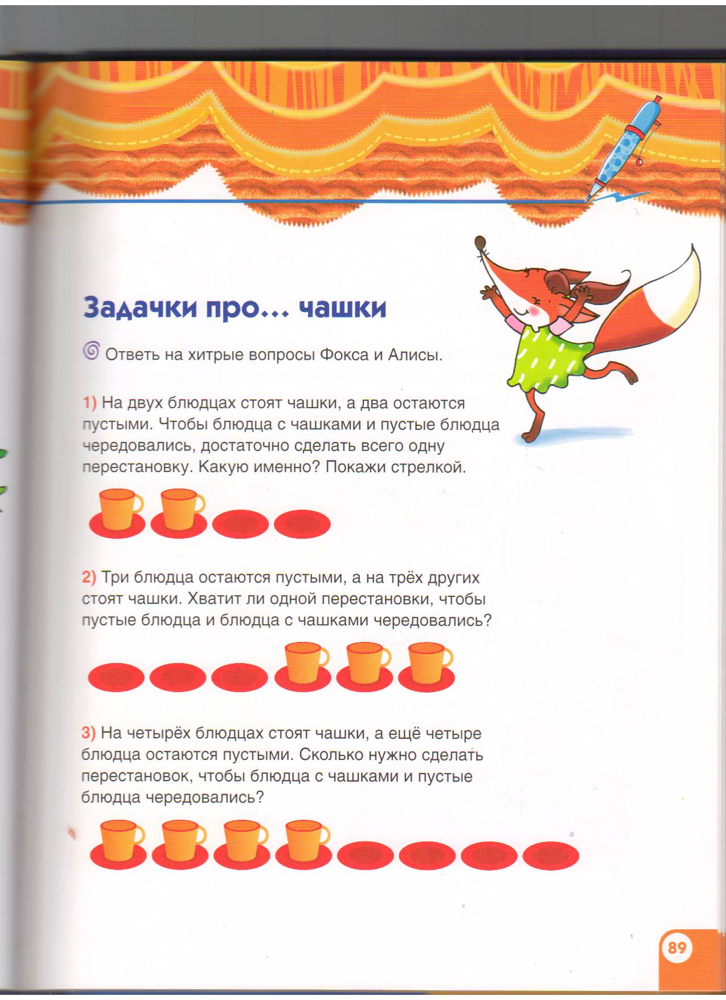 Задачки про... чашки
Ответь на хитрые вопросы Фокса и Алисы.
1) На двух блюдцах стоят чашки, а два остаются
пустыми. Чтобы блюдца с чашками и пустые блюдца
чередовались, достаточно сделать всего одну
перестановку. Какую именно? Покажи стрелкой.
2) Три блюдца остаются пустыми, а на трёх других
стоят чашки. Хватит ли одной перестановки, чтобы
пустые блюдца и блюдца с чашками чередовались?
3) На четырёх блюдцах стоят чашки, а ещё четыре
блюдца остаются пустыми. Сколько нужно сделать
перестановок, чтобы блюдца с чашками и пустые
блюдца чередовались?
89